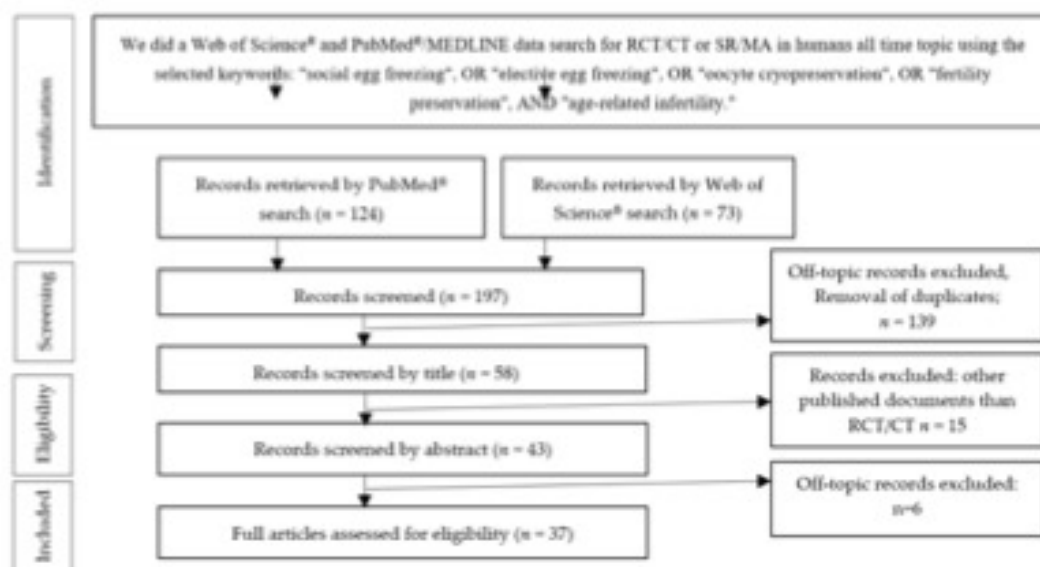 Identification
We did a Web of Science® and PubMed®/MEDLINE data search for RCT/CT or SR/MA in humans all time topic using the
selected keywords: "social egg freezing", OR "elective egg freezing", OR "oocyte cryopreservation", OR "fertility
preservation", AND "age-related infertility."
Records retrieved by PubMed®
search (n = 124)
Records retrieved by Web of
Science® search (n = 73)
Screening
Records screened (n = 197)
Off-topic records excluded,
Removal of duplicates;
n = 139
Records screened by title (n = 58)
Eligibility
Records excluded: other
published documents than
RCT/CT n = 15
Records screened by abstract (n = 43)
Included
Off-topic records excluded:
n=6
Full articles assessed for eligibility (n = 37)